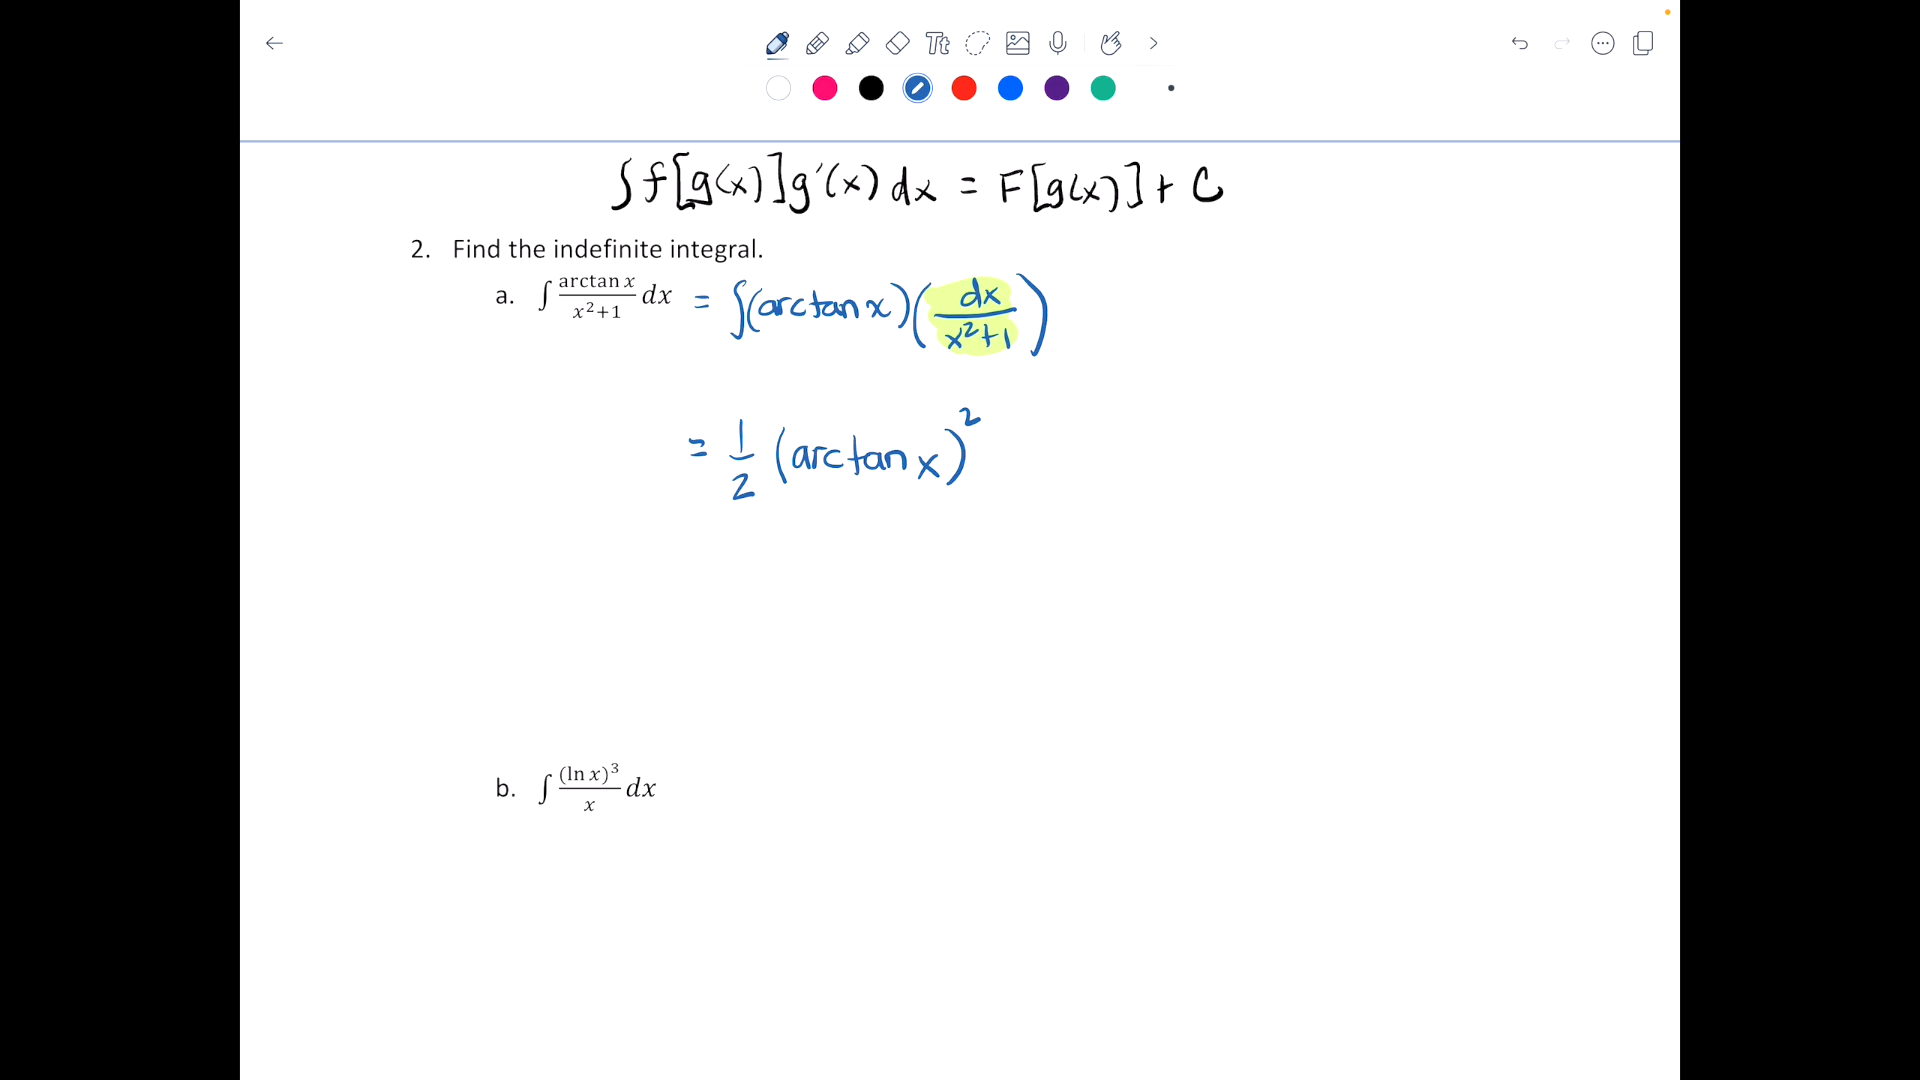 Tt
∫ f[g(x)]g′(x) dx = F[g(x)] + C
2. Find the indefinite integral.
a. ∫ (arctan x)/(x²+1) dx = ∫(arctan x)(dx/(x²+1))
= 1/2 (arctan x)²
b. ∫ (ln x)³/x dx